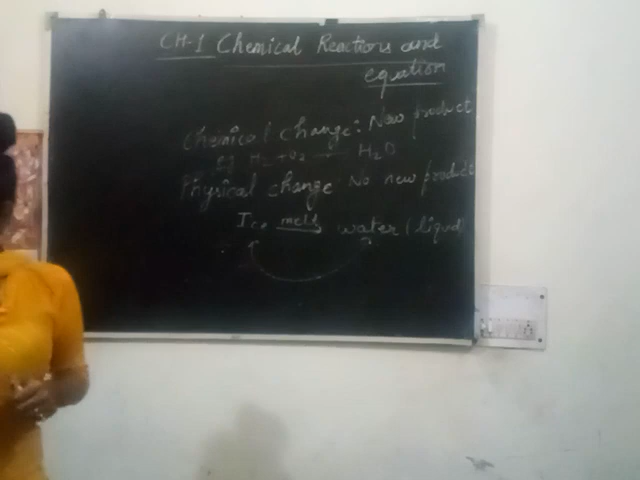 CH-1 Chemical Reactions and
equation
Chemical change: New product
eg H₂ + O₂ → H₂O
Physical change No new product
Ice melts water (liquid)